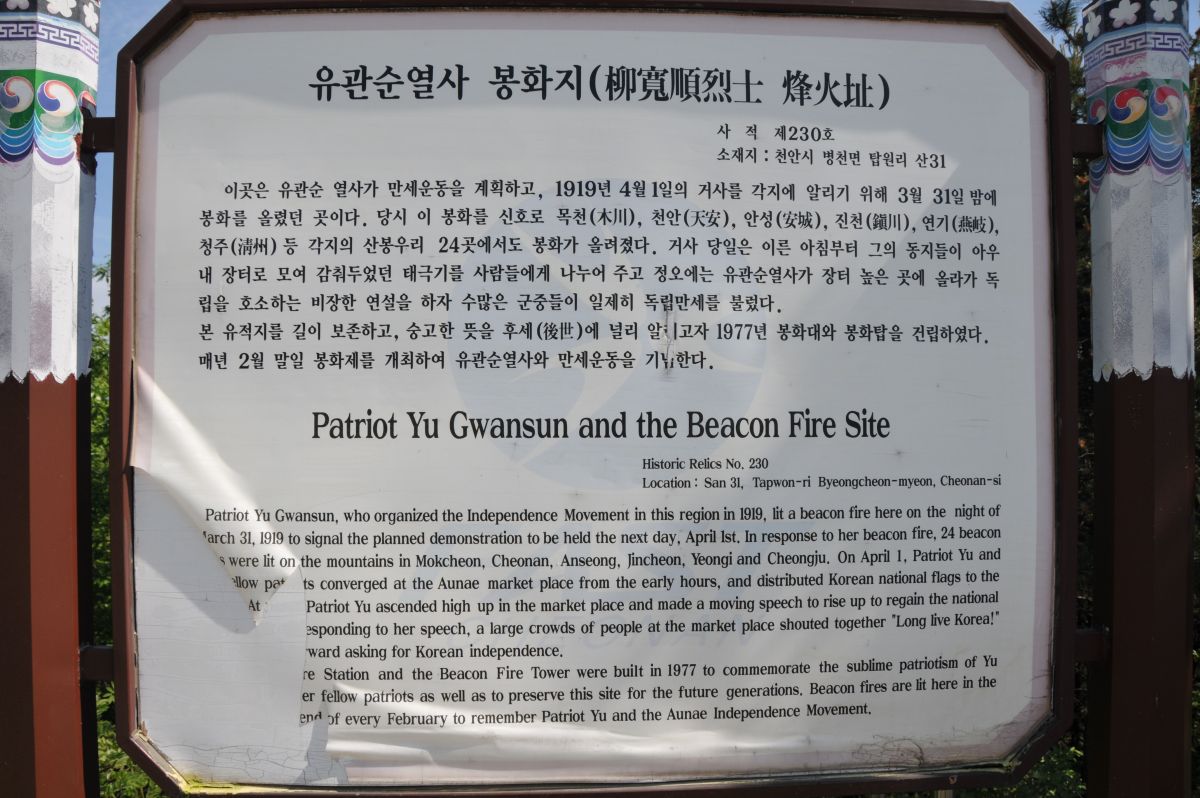 유관순열사 봉화지(柳寬順烈士 烽火址)
사 적 제230호
소재지 : 천안시 병천면 탑원리 산31
이곳은 유관순 열사가 만세운동을 계획하고, 1919년 4월 1일의 거사를 각지에 알리기 위해 3월 31일 밤에
봉화를 올렸던 곳이다. 당시 이 봉화를 신호로 목천(木川), 천안(天安), 안성(安城), 진천(鎭川), 연기(燕岐),
청주(淸州) 등 각지의 산봉우리 24곳에서도 봉화가 올려졌다. 거사 당일은 이른 아침부터 그의 동지들이 아우
내 장터로 모여 감춰두었던 태극기를 사람들에게 나누어 주고 정오에는 유관순열사가 장터 높은 곳에 올라가 독
립을 호소하는 비장한 연설을 하자 수많은 군중들이 일제히 독립만세를 불렀다.
본 유적지를 길이 보존하고, 숭고한 뜻을 후세(後世)에 널리 알리고자 1977년 봉화대와 봉화탑을 건립하였다.
매년 2월 말일 봉화제를 개최하여 유관순열사와 만세운동을 기념한다.
Patriot Yu Gwansun and the Beacon Fire Site
Historic Relics No. 230
Location : San 31, Tapwon-ri Byeongcheon-myeon, Cheonan-si
Patriot Yu Gwansun, who organized the Independence Movement in this region in 1919, lit a beacon fire here on the night of
March 31, 1919 to signal the planned demonstration to be held the next day, April 1st. In response to her beacon fire, 24 beacon
were lit on the mountains in Mokcheon, Cheonan, Anseong, Jincheon, Yeongi and Cheongju. On April 1, Patriot Yu and
converged at the Aunae market place from the early hours, and distributed Korean national flags to the
At Patriot Yu ascended high up in the market place and made a moving speech to rise up to regain the national
esponding to her speech, a large crowds of people at the market place shouted together "Long live Korea!"
ward asking for Korean independence.
re Station and the Beacon Fire Tower were built in 1977 to commemorate the sublime patriotism of Yu
er fellow patriots as well as to preserve this site for the future generations. Beacon fires are lit here in the
end of every February to remember Patriot Yu and the Aunae Independence Movement.